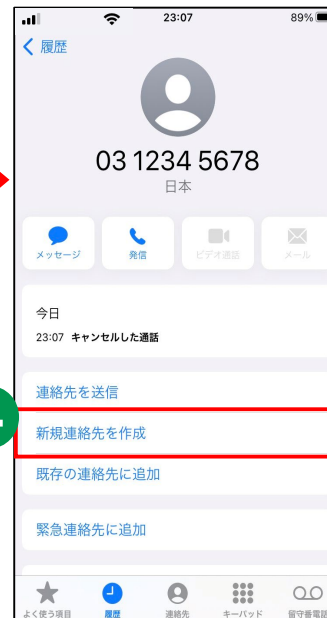 23:07 89%
履歴
03 1234 5678
日本
メッセージ 発信 ビデオ通話 メール
今日
23:07 キャンセルした通話
連絡先を送信
新規連絡先を作成
既存の連絡先に追加
緊急連絡先に追加
よく使う項目 履歴 連絡先 キーパッド 留守番電話